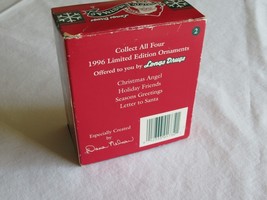 2
Collect All Four
1996 Limited Edition Ornaments
Offered to you by Longs Drugs
Christmas Angel
Holiday Friends
Seasons Greetings
Letter to Santa
Especially Created
by